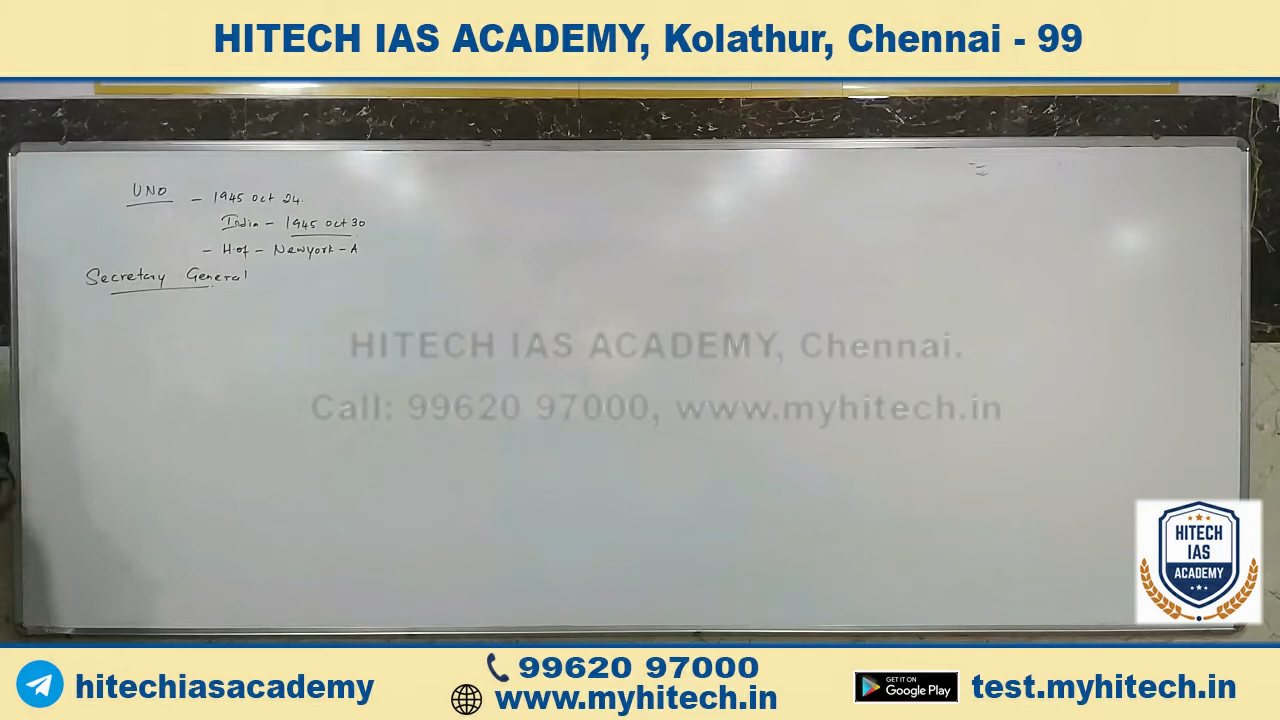 HITECH IAS ACADEMY, Kolathur, Chennai - 99
UNO - 1945 Oct 24.
India - 1945 Oct 30
- H.of - Newyork - A
Secretary General
HITECH IAS ACADEMY, Chennai.
Call: 99620 97000, www.myhitech.in
HITECH
IAS
ACADEMY
hitechiasacademy
99620 97000
www.myhitech.in
GET IT ON
Google Play
test.myhitech.in